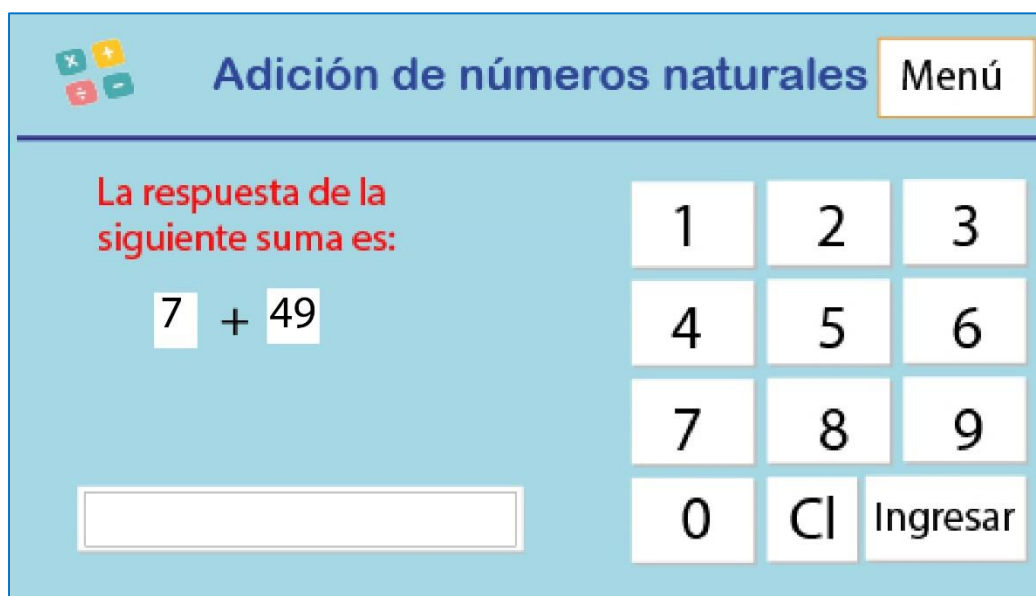 Adición de números naturales
Menú
La respuesta de la
siguiente suma es:
7 + 49
1 2 3
4 5 6
7 8 9
0 Cl Ingresar